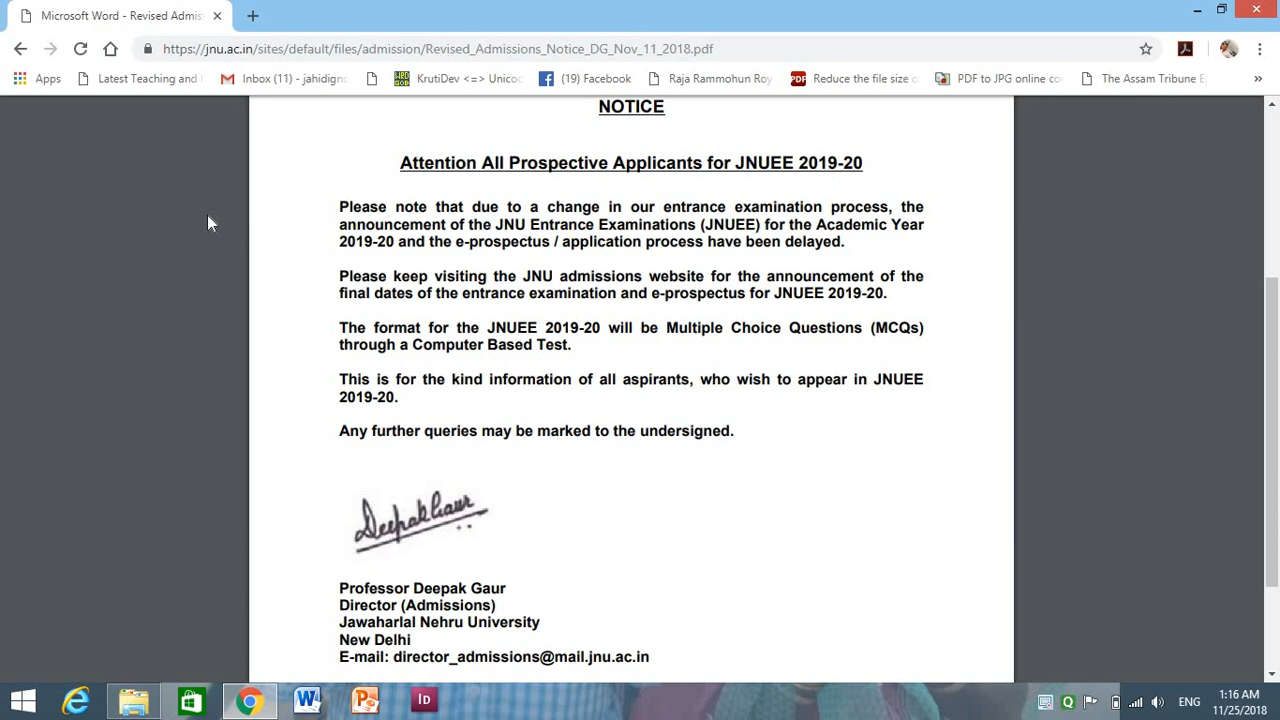 Microsoft Word - Revised Admis
https://jnu.ac.in/sites/default/files/admission/Revised_Admissions_Notice_DG_Nov_11_2018.pdf
Apps Latest Teaching and Inbox (11) - jahidign KrutiDev <=> Unico (19) Facebook Raja Rammohun Roy PDF Reduce the file size o PDF to JPG online co The Assam Tribune E »
NOTICE
Attention All Prospective Applicants for JNUEE 2019-20
Please note that due to a change in our entrance examination process, the
announcement of the JNU Entrance Examinations (JNUEE) for the Academic Year
2019-20 and the e-prospectus / application process have been delayed.
Please keep visiting the JNU admissions website for the announcement of the
final dates of the entrance examination and e-prospectus for JNUEE 2019-20.
The format for the JNUEE 2019-20 will be Multiple Choice Questions (MCQs)
through a Computer Based Test.
This is for the kind information of all aspirants, who wish to appear in JNUEE
2019-20.
Any further queries may be marked to the undersigned.
Deepak Gaur
Professor Deepak Gaur
Director (Admissions)
Jawaharlal Nehru University
New Delhi
E-mail: director_admissions@mail.jnu.ac.in
ENG
1:16 AM
11/25/2018